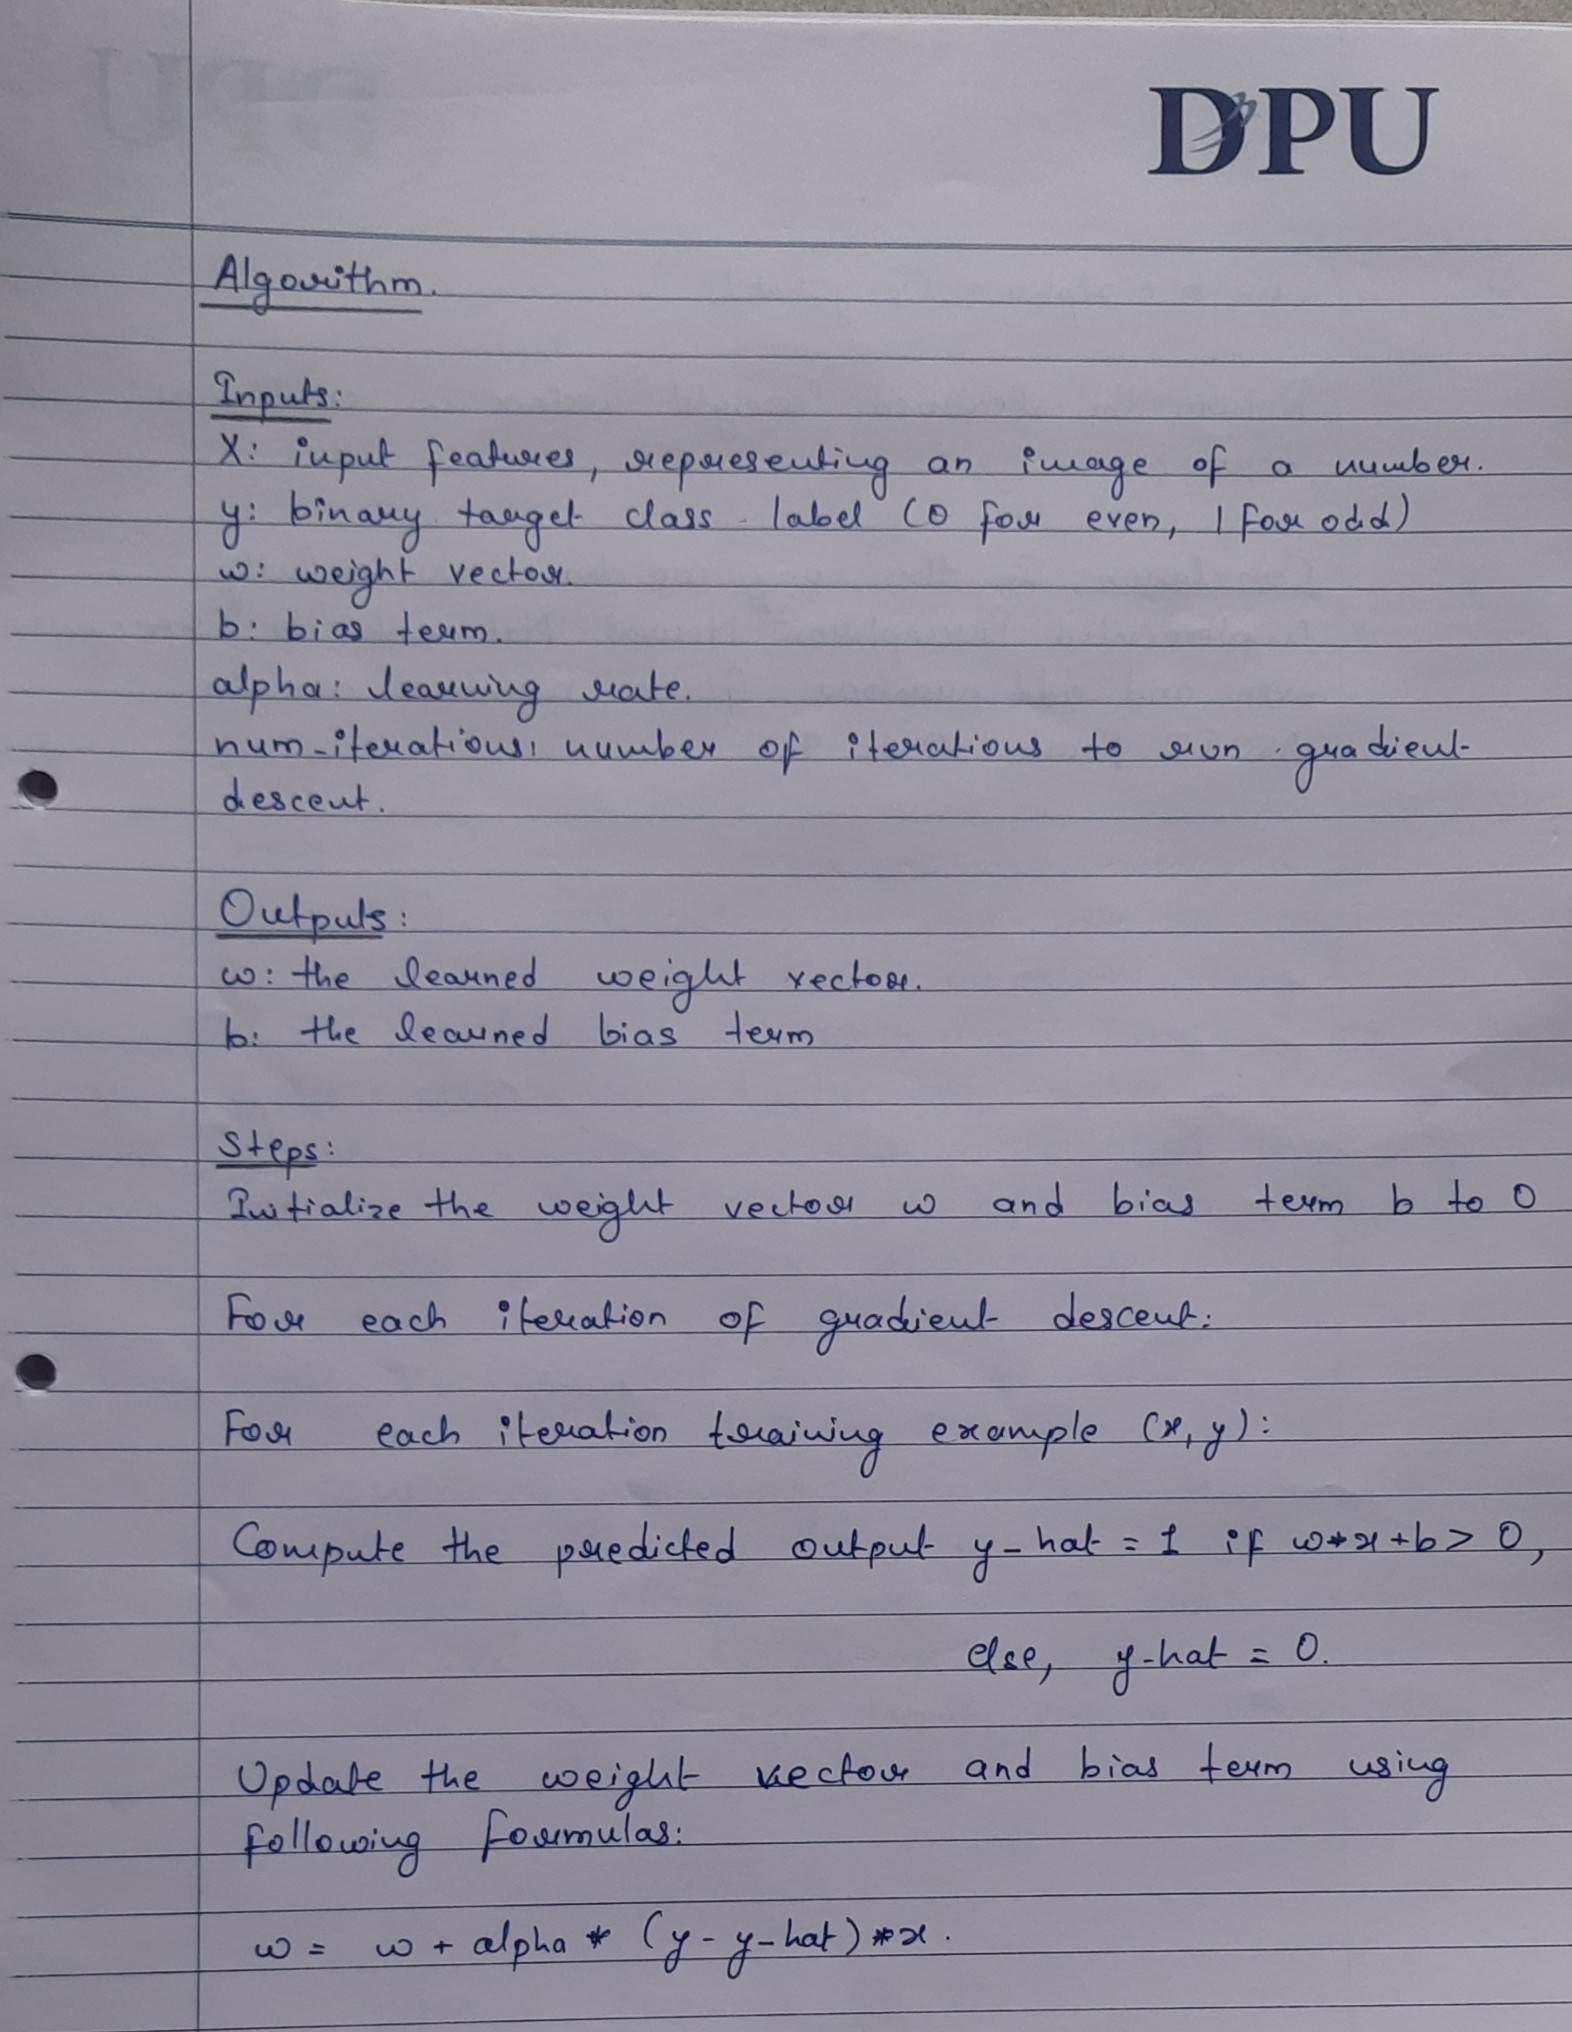 DPU
Algorithm.
Inputs:
X: input features, representing an image of a number.
y: binary target class label (0 for even, 1 for odd)
w: weight vector.
b: bias term.
alpha: learning rate.
num-iterations: number of iterations to run gradient
descent.
Outputs:
w: the learned weight vector.
b: the learned bias term
Steps:
Initialize the weight vector w and bias term b to 0
For each iteration of gradient descent:
For each iteration training example (x, y):
Compute the predicted output y-hat = 1 if w*x+b > 0,
else, y-hat = 0.
Update the weight vector and bias term using
following formulas:
w = w + alpha * (y - y-hat) * x.